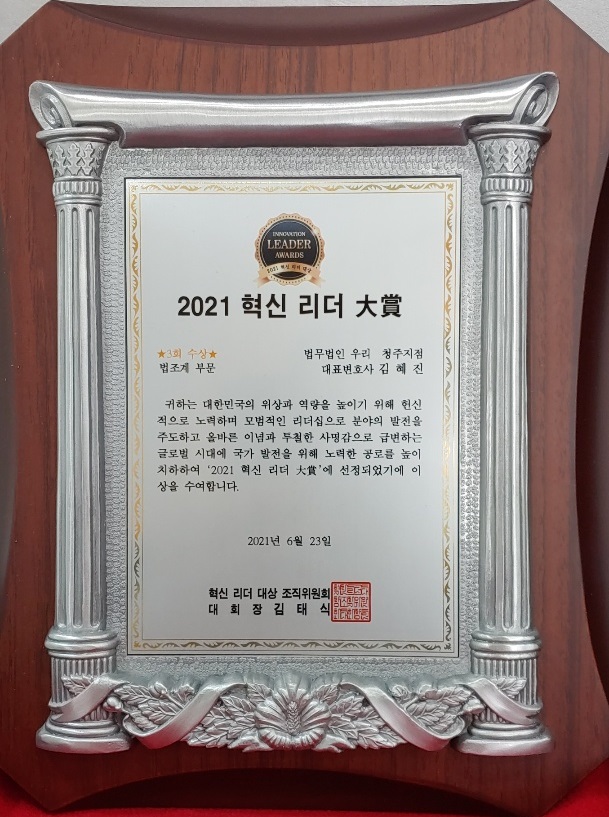 INNOVATION
LEADER
AWARDS
2021 혁신 리더 대상
2021 혁신 리더 大賞
★3회 수상★
법조계 부문
법무법인 우리 청주지점
대표변호사 김 혜 진
귀하는 대한민국의 위상과 역량을 높이기 위해 헌신
적으로 노력하며 모범적인 리더십으로 분야의 발전을
주도하고 올바른 이념과 투철한 사명감으로 급변하는
글로벌 시대에 국가 발전을 위해 노력한 공로를 높이
치하하여 '2021 혁신 리더 大賞'에 선정되었기에 이
상을 수여합니다.
2021년 6월 23일
혁신 리더 대상 조직위원회
대 회 장 김 태 식